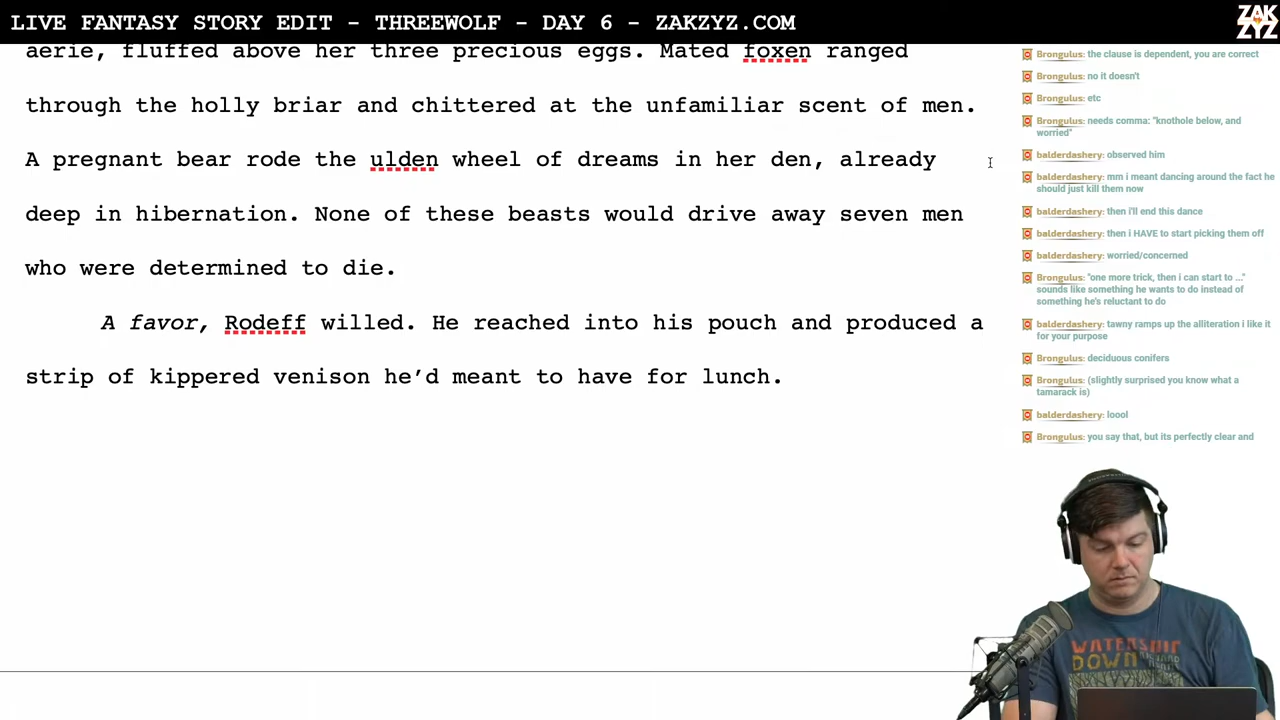 LIVE FANTASY STORY EDIT - THREEWOLF - DAY 6 - ZAKZYZ.COM
ZAK
ZYZ
aerie, fluffed above her three precious eggs. Mated foxen ranged
through the holly briar and chittered at the unfamiliar scent of men.
A pregnant bear rode the ulden wheel of dreams in her den, already
deep in hibernation. None of these beasts would drive away seven men
who were determined to die.
A favor, Rodeff willed. He reached into his pouch and produced a
strip of kippered venison he’d meant to have for lunch.
Brongulus: the clause is dependent, you are correct
Brongulus: no it doesn't
Brongulus: etc
Brongulus: needs comma: "knothole below, and
worried"
balderdashery: observed him
balderdashery: mm i meant dancing around the fact he
should just kill them now
balderdashery: then i'll end this dance
balderdashery: then i HAVE to start picking them off
balderdashery: worried/concerned
Brongulus: "one more trick, then i can start to ..."
sounds like something he wants to do instead of
something he's reluctant to do
balderdashery: tawny ramps up the alliteration i like it
for your purpose
Brongulus: deciduous conifers
Brongulus: (slightly surprised you know what a
tamarack is)
balderdashery: loool
Brongulus: you say that, but its perfectly clear and
WATERSHIP
DOWN